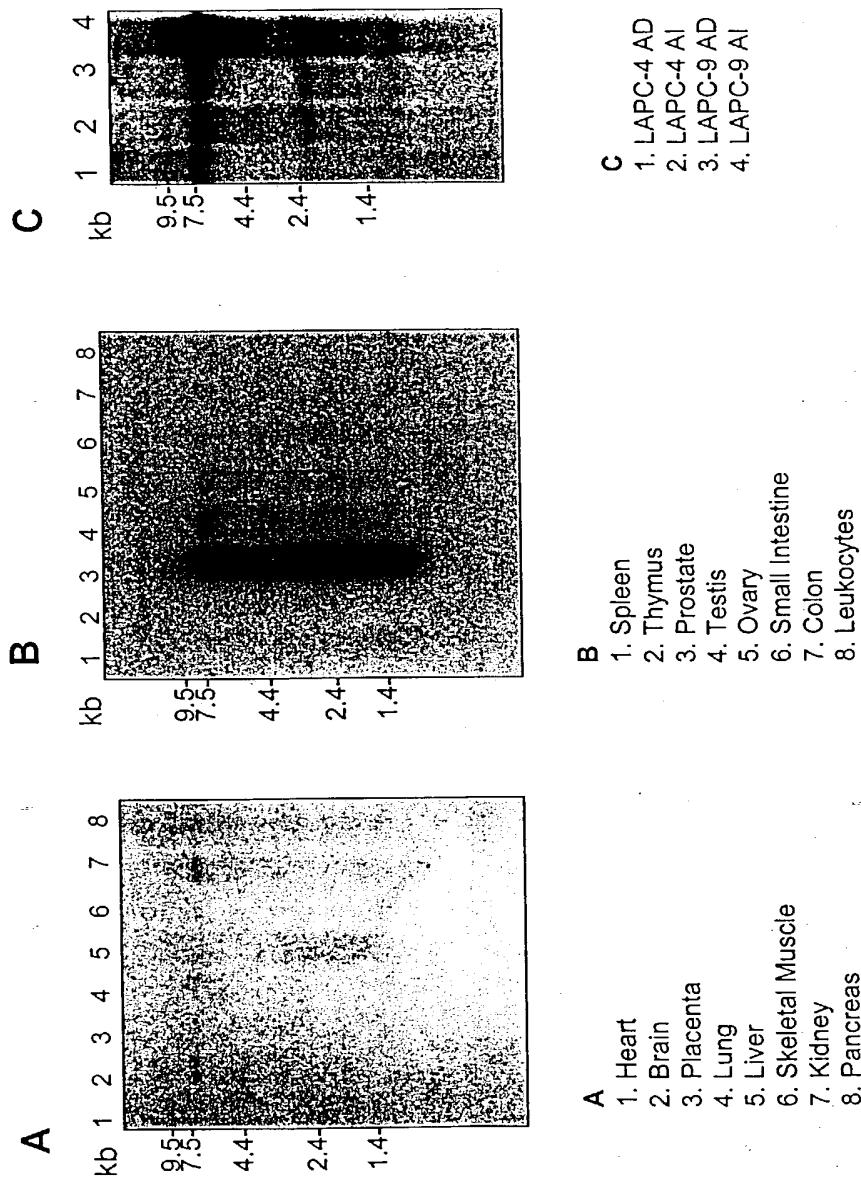 A
kb
1 2 3 4 5 6 7 8
9.5-
7.5-
4.4-
2.4-
1.4-
A
1. Heart
2. Brain
3. Placenta
4. Lung
5. Liver
6. Skeletal Muscle
7. Kidney
8. Pancreas
B
kb
1 2 3 4 5 6 7 8
9.5-
7.5-
4.4-
2.4-
1.4-
B
1. Spleen
2. Thymus
3. Prostate
4. Testis
5. Ovary
6. Small Intestine
7. Colon
8. Leukocytes
C
kb
1 2 3 4
9.5-
7.5-
4.4-
2.4-
1.4-
C
1. LAPC-4 AD
2. LAPC-4 AI
3. LAPC-9 AD
4. LAPC-9 AI